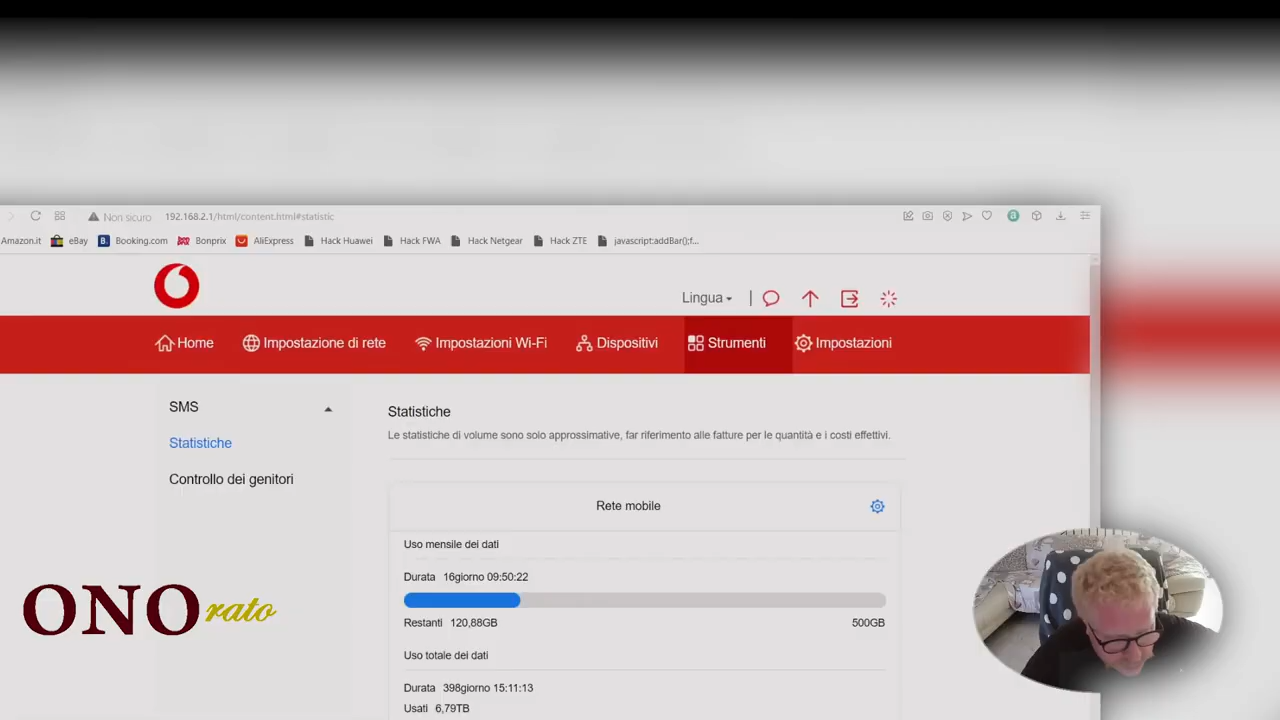 Non sicuro 192.168.2.1/html/content.html#statistic
Amazon.it eBay Booking.com Bonprix AliExpress Hack Huawei Hack FWA Hack Netgear Hack ZTE javascript:addBar();f...
Lingua
Home Impostazione di rete Impostazioni Wi-Fi Dispositivi Strumenti Impostazioni
SMS
Statistiche
Controllo dei genitori
Statistiche
Le statistiche di volume sono solo approssimative, far riferimento alle fatture per le quantità e i costi effettivi.
Rete mobile
Uso mensile dei dati
Durata 16giorno 09:50:22
Restanti 120,88GB 500GB
Uso totale dei dati
Durata 398giorno 15:11:13
Usati 6,79TB
ONOrato